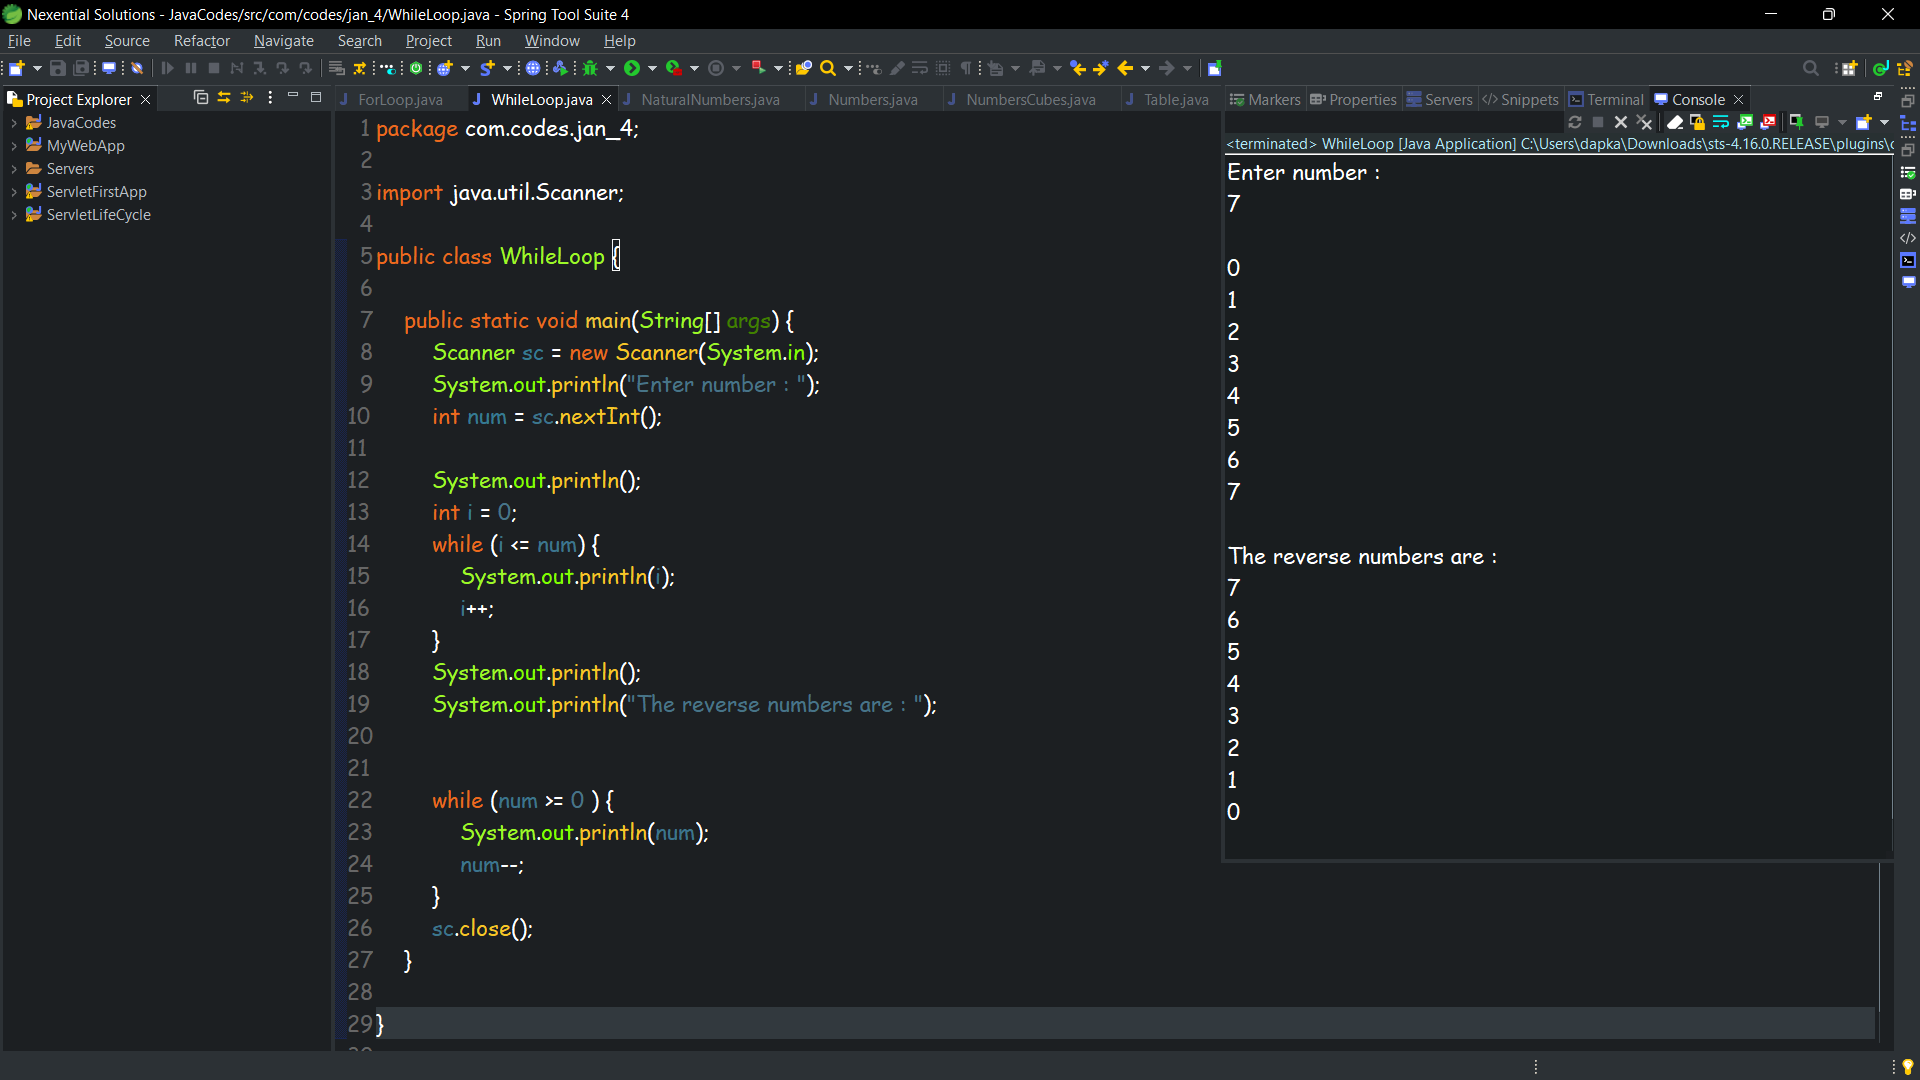 Nexential Solutions - JavaCodes/src/com/codes/jan_4/WhileLoop.java - Spring Tool Suite 4
File Edit Source Refactor Navigate Search Project Run Window Help
Project Explorer
JavaCodes
MyWebApp
Servers
ServletFirstApp
ServletLifeCycle
ForLoop.java WhileLoop.java NaturalNumbers.java Numbers.java NumbersCubes.java Table.java
1 package com.codes.jan_4;
2
3 import java.util.Scanner;
4
5 public class WhileLoop {
6
7 public static void main(String[] args) {
8 Scanner sc = new Scanner(System.in);
9 System.out.println("Enter number : ");
10 int num = sc.nextInt();
11
12 System.out.println();
13 int i = 0;
14 while (i <= num) {
15 System.out.println(i);
16 i++;
17 }
18 System.out.println();
19 System.out.println("The reverse numbers are : ");
20
21
22 while (num >= 0 ) {
23 System.out.println(num);
24 num--;
25 }
26 sc.close();
27 }
28
29 }
Markers Properties Servers Snippets Terminal Console
<terminated> WhileLoop [Java Application] C:\Users\dapka\Downloads\sts-4.16.0.RELEASE\plugins\
Enter number :
7
0
1
2
3
4
5
6
7
The reverse numbers are :
7
6
5
4
3
2
1
0